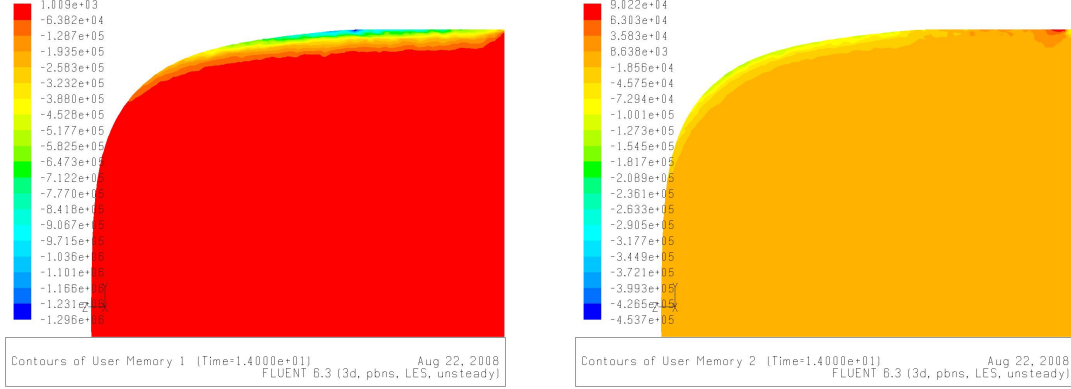 1.009e+03
-6.382e+04
-1.287e+05
-1.935e+05
-2.583e+05
-3.232e+05
-3.880e+05
-4.528e+05
-5.177e+05
-5.825e+05
-6.473e+05
-7.122e+05
-7.770e+05
-8.418e+05
-9.067e+05
-9.715e+05
-1.036e+06
-1.101e+06
-1.166e+06
-1.231e+06
-1.296e+06
Z
X
Y
Contours of User Memory 1 (Time=1.4000e+01)
Aug 22, 2008
FLUENT 6.3 (3d, pbns, LES, unsteady)
9.022e+04
6.303e+04
3.583e+04
8.638e+03
-1.856e+04
-4.575e+04
-7.294e+04
-1.001e+05
-1.273e+05
-1.545e+05
-1.817e+05
-2.089e+05
-2.361e+05
-2.633e+05
-2.905e+05
-3.177e+05
-3.449e+05
-3.721e+05
-3.993e+05
-4.265e+05
-4.537e+05
Z
X
Y
Contours of User Memory 2 (Time=1.4000e+01)
Aug 22, 2008
FLUENT 6.3 (3d, pbns, LES, unsteady)